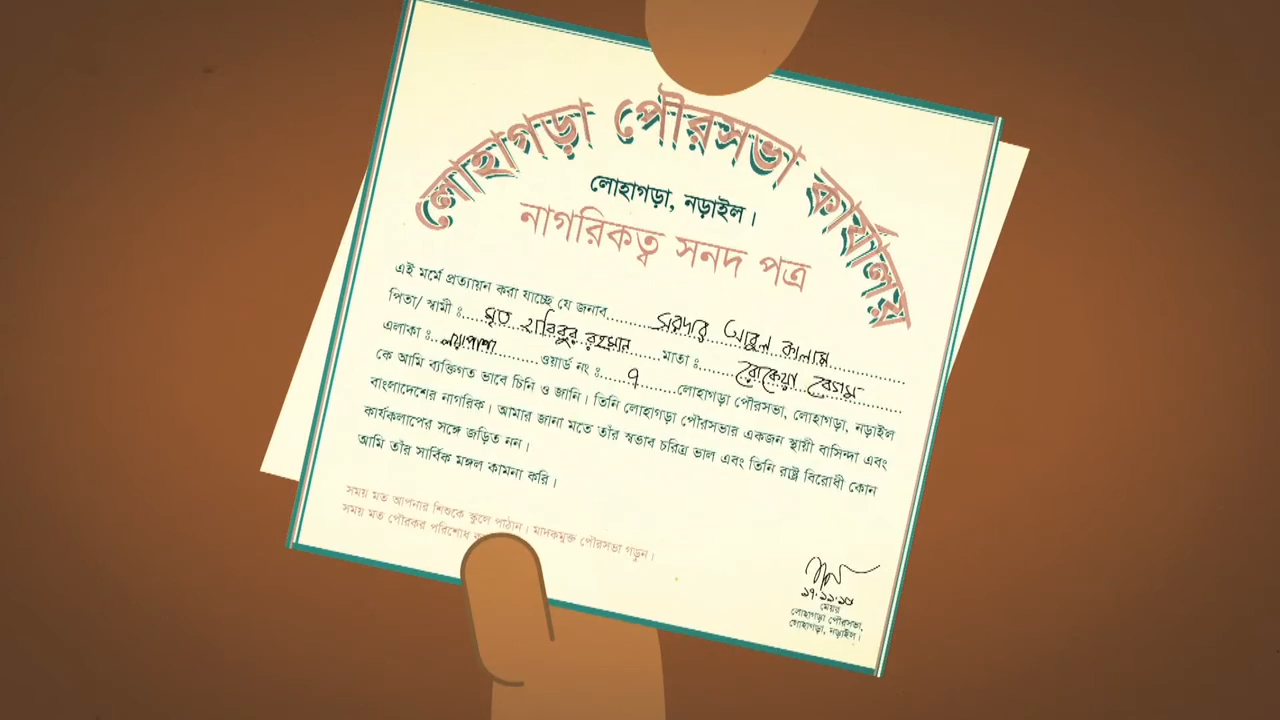 লোহাগড়া পৌরসভা কার্যালয়
লোহাগড়া, নড়াইল।
নাগরিকত্ব সনদ পত্র
এই মর্মে প্রত্যায়ন করা যাচ্ছে যে জনাব.......সরদার আবুল কালাম.......
পিতা/ স্বামী ঃ...মৃত হাবিবুর রহমান.....মাতা ঃ.....রোকেয়া বেগম.....
এলাকা ঃ.......ওয়ার্ড নং ঃ....৭.....লোহাগড়া পৌরসভা, লোহাগড়া, নড়াইল
কে আমি ব্যক্তিগত ভাবে চিনি ও জানি। তিনি লোহাগড়া পৌরসভার একজন স্থায়ী বাসিন্দা এবং
বাংলাদেশের নাগরিক। আমার জানা মতে তাঁর স্বভাব চরিত্র ভাল এবং তিনি রাষ্ট্র বিরোধী কোন
কার্যকলাপের সঙ্গে জড়িত নন।
আমি তাঁর সার্বিক মঙ্গল কামনা করি।
সময় মত আপনার শিশুকে স্কুলে পাঠান। মাদকমুক্ত পৌরসভা গড়ুন।
সময় মত পৌরকর পরিশোধ
মেয়র
লোহাগড়া পৌরসভা,
লোহাগড়া, নড়াইল।